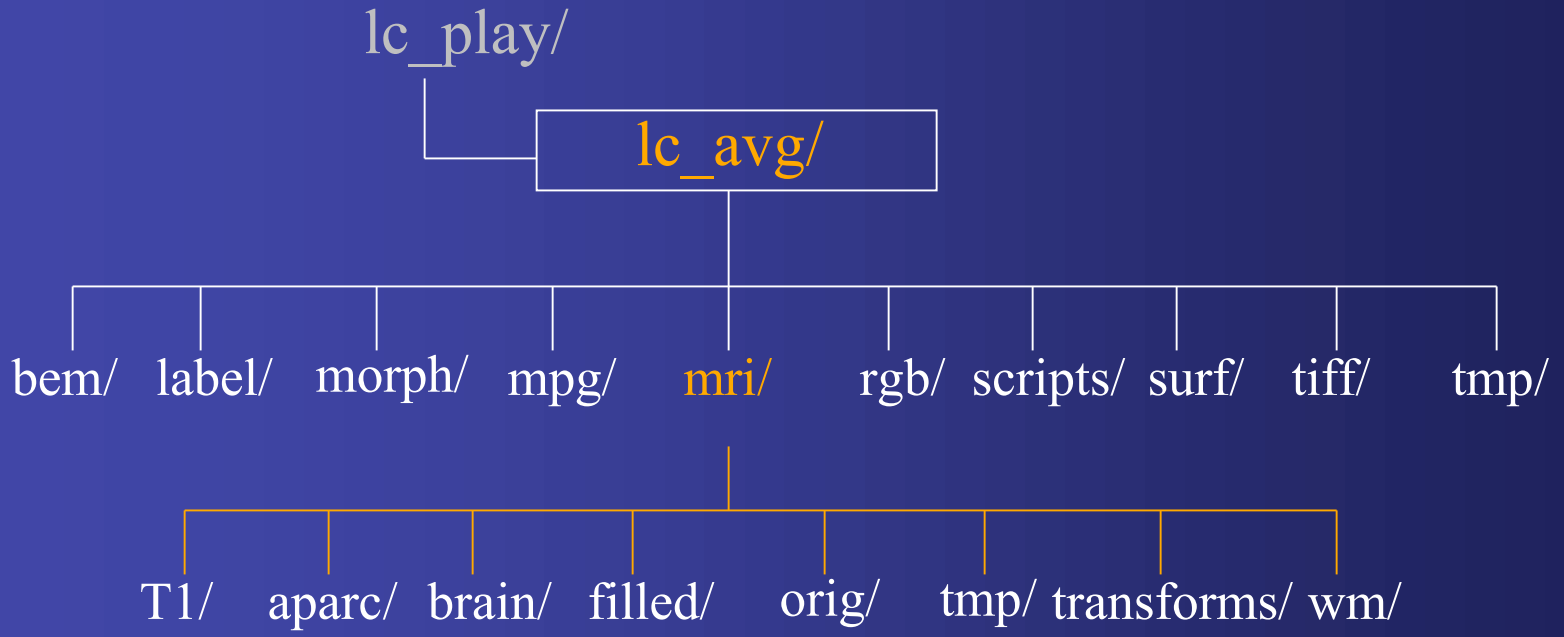 lc_play/
lc_avg/
bem/ label/ morph/ mpg/ mri/ rgb/ scripts/ surf/ tiff/ tmp/
T1/ aparc/ brain/ filled/ orig/ tmp/ transforms/ wm/